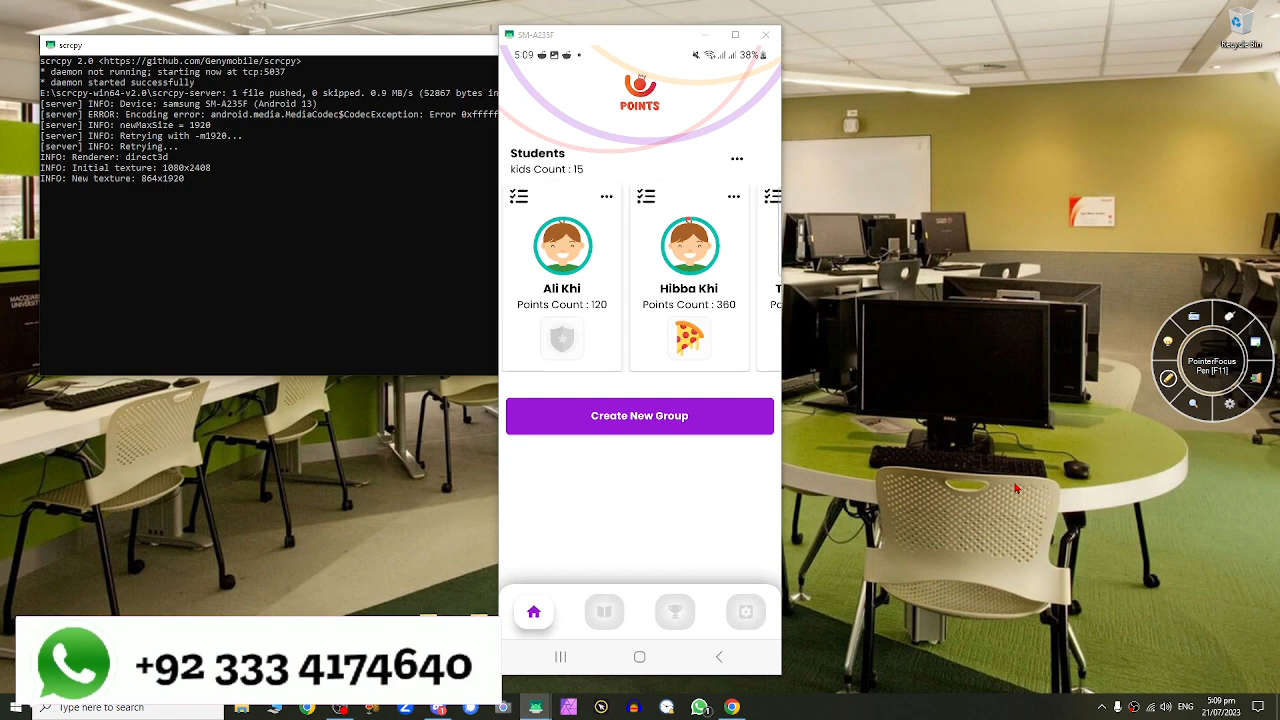 scrcpy
scrcpy 2.0 <https://github.com/Genymobile/scrcpy>
* daemon not running; starting now at tcp:5037
* daemon started successfully
E:\scrcpy-win64-v2.0\scrcpy-server: 1 file pushed, 0 skipped. 0.9 MB/s (52867 bytes in
[server] INFO: Device: samsung SM-A235F (Android 13)
[server] ERROR: Encoding error: android.media.MediaCodec$CodecException: Error 0xfffff
[server] INFO: newMaxSize = 1920
[server] INFO: Retrying with -m1920...
[server] INFO: Retrying...
INFO: Renderer: direct3d
INFO: Initial texture: 1080x2408
INFO: New texture: 864x1920
SM-A235F
5:09
38%
POINTS
Students
kids Count : 15
Ali Khi
Points Count : 120
Hibba Khi
Points Count : 360
Create New Group
Recycle Bin
PointerFocus
Pen [F11]
MACQUARIE
UNIVERSITY
DELL
+92 333 4174640
Type here to search
ENG
5:09 pm
21/07/2023